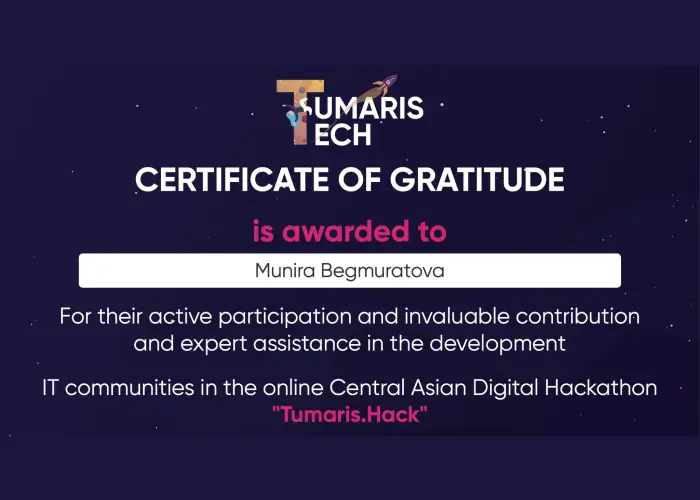 TUMARIS
TECH
CERTIFICATE OF GRATITUDE
is awarded to
Munira Begmuratova
For their active participation and invaluable contribution
and expert assistance in the development
IT communities in the online Central Asian Digital Hackathon
"Tumaris.Hack"